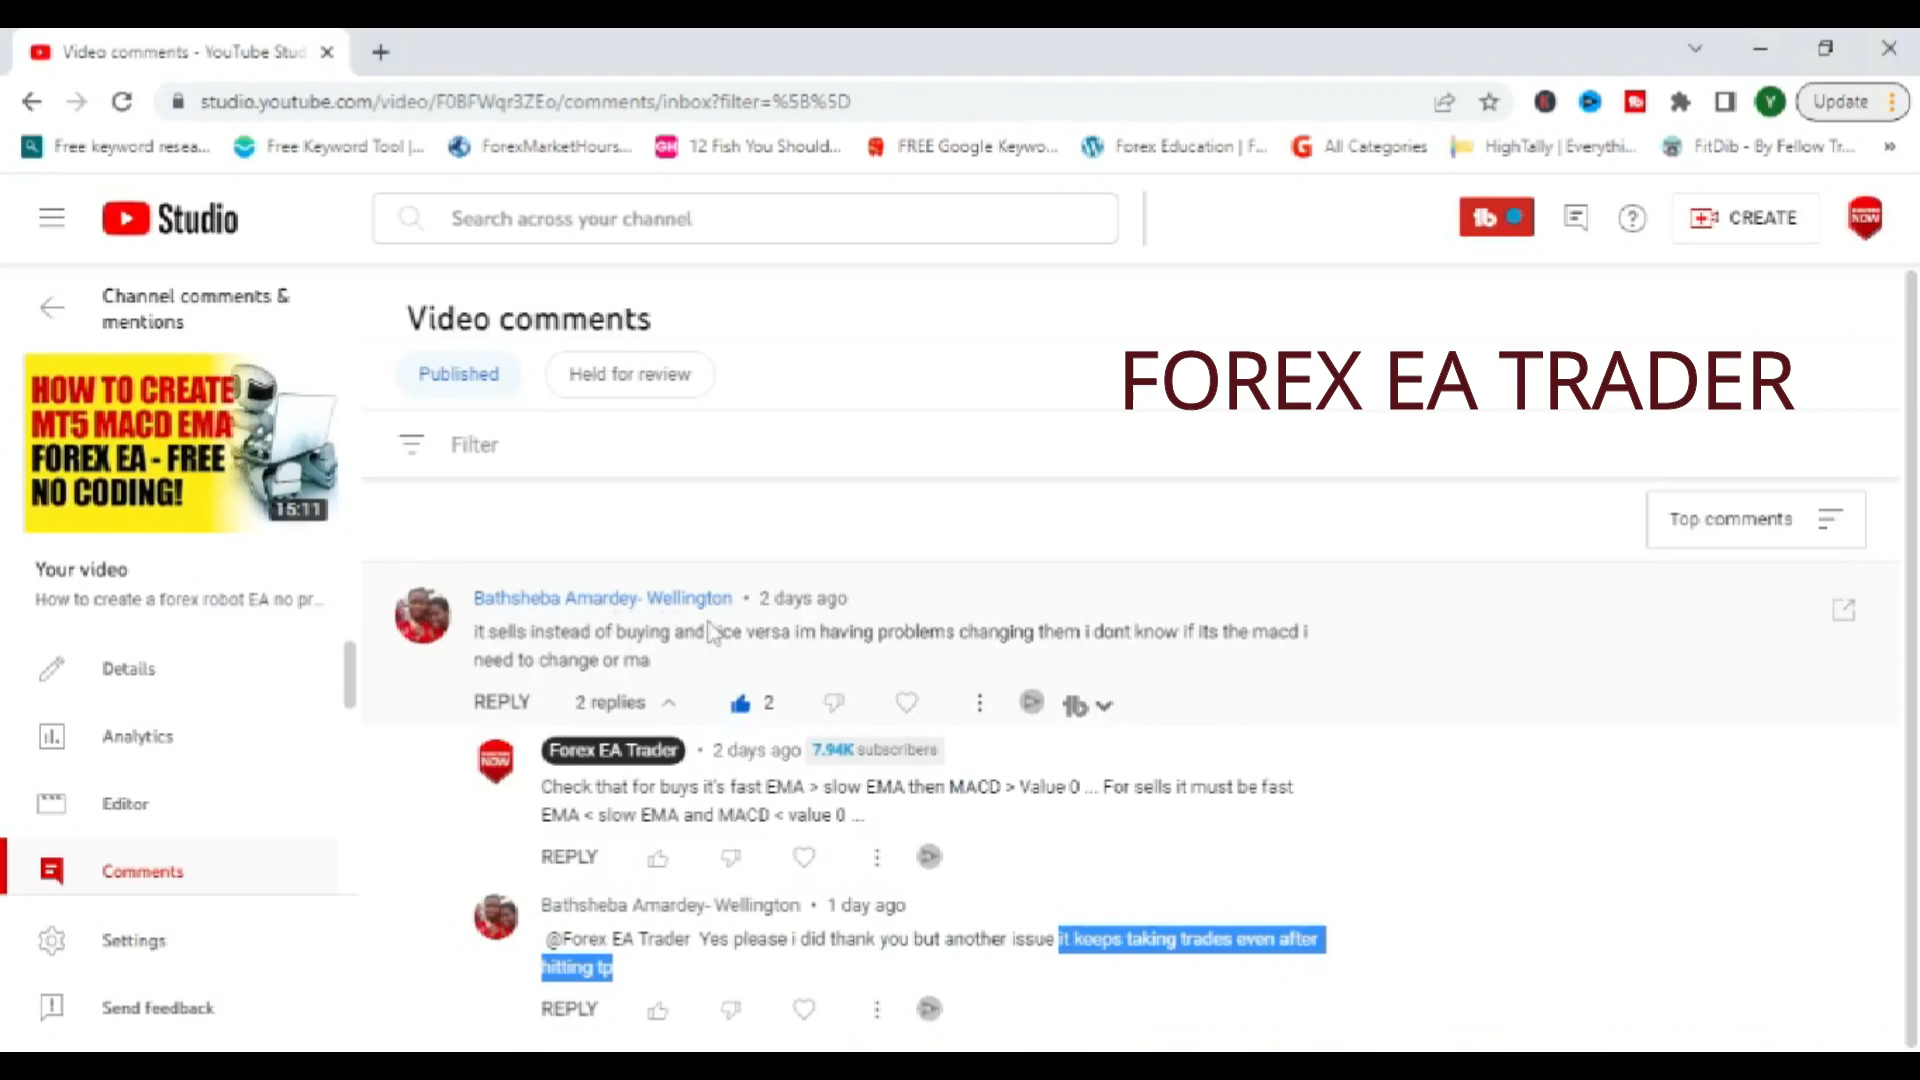 Video comments - YouTube Stud
studio.youtube.com/video/F0BFWqr3ZEo/comments/inbox?filter=%5B%5D
Y
Update
Free keyword resea...
Free Keyword Tool |...
ForexMarketHours...
GH
12 Fish You Should...
FREE Google Keywo...
Forex Education | F...
All Categories
HighTally | Everythi...
FitDib - By Fellow Tr...
»
Studio
Search across your channel
CREATE
NOW
Channel comments &
mentions
Video comments
Published
Held for review
FOREX EA TRADER
HOW TO CREATE
MT5 MACD EMA
FOREX EA - FREE
NO CODING!
15:11
Filter
Top comments
Your video
How to create a forex robot EA no pr...
Bathsheba Amardey- Wellington • 2 days ago
it sells instead of buying and vice versa im having problems changing them i dont know if its the macd i
need to change or ma
REPLY 2 replies 2
Details
Analytics
Editor
Comments
Settings
Send feedback
NOW
Forex EA Trader • 2 days ago 7.94K subscribers
Check that for buys it's fast EMA > slow EMA then MACD > Value 0 ... For sells it must be fast
EMA < slow EMA and MACD < value 0 ...
REPLY
Bathsheba Amardey- Wellington • 1 day ago
@Forex EA Trader Yes please i did thank you but another issue it keeps taking trades even after
hitting tp
REPLY